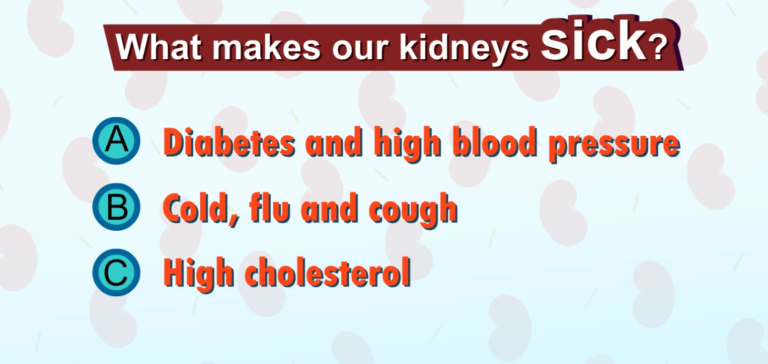 What makes our kidneys sick?
A Diabetes and high blood pressure
B Cold, flu and cough
C High cholesterol